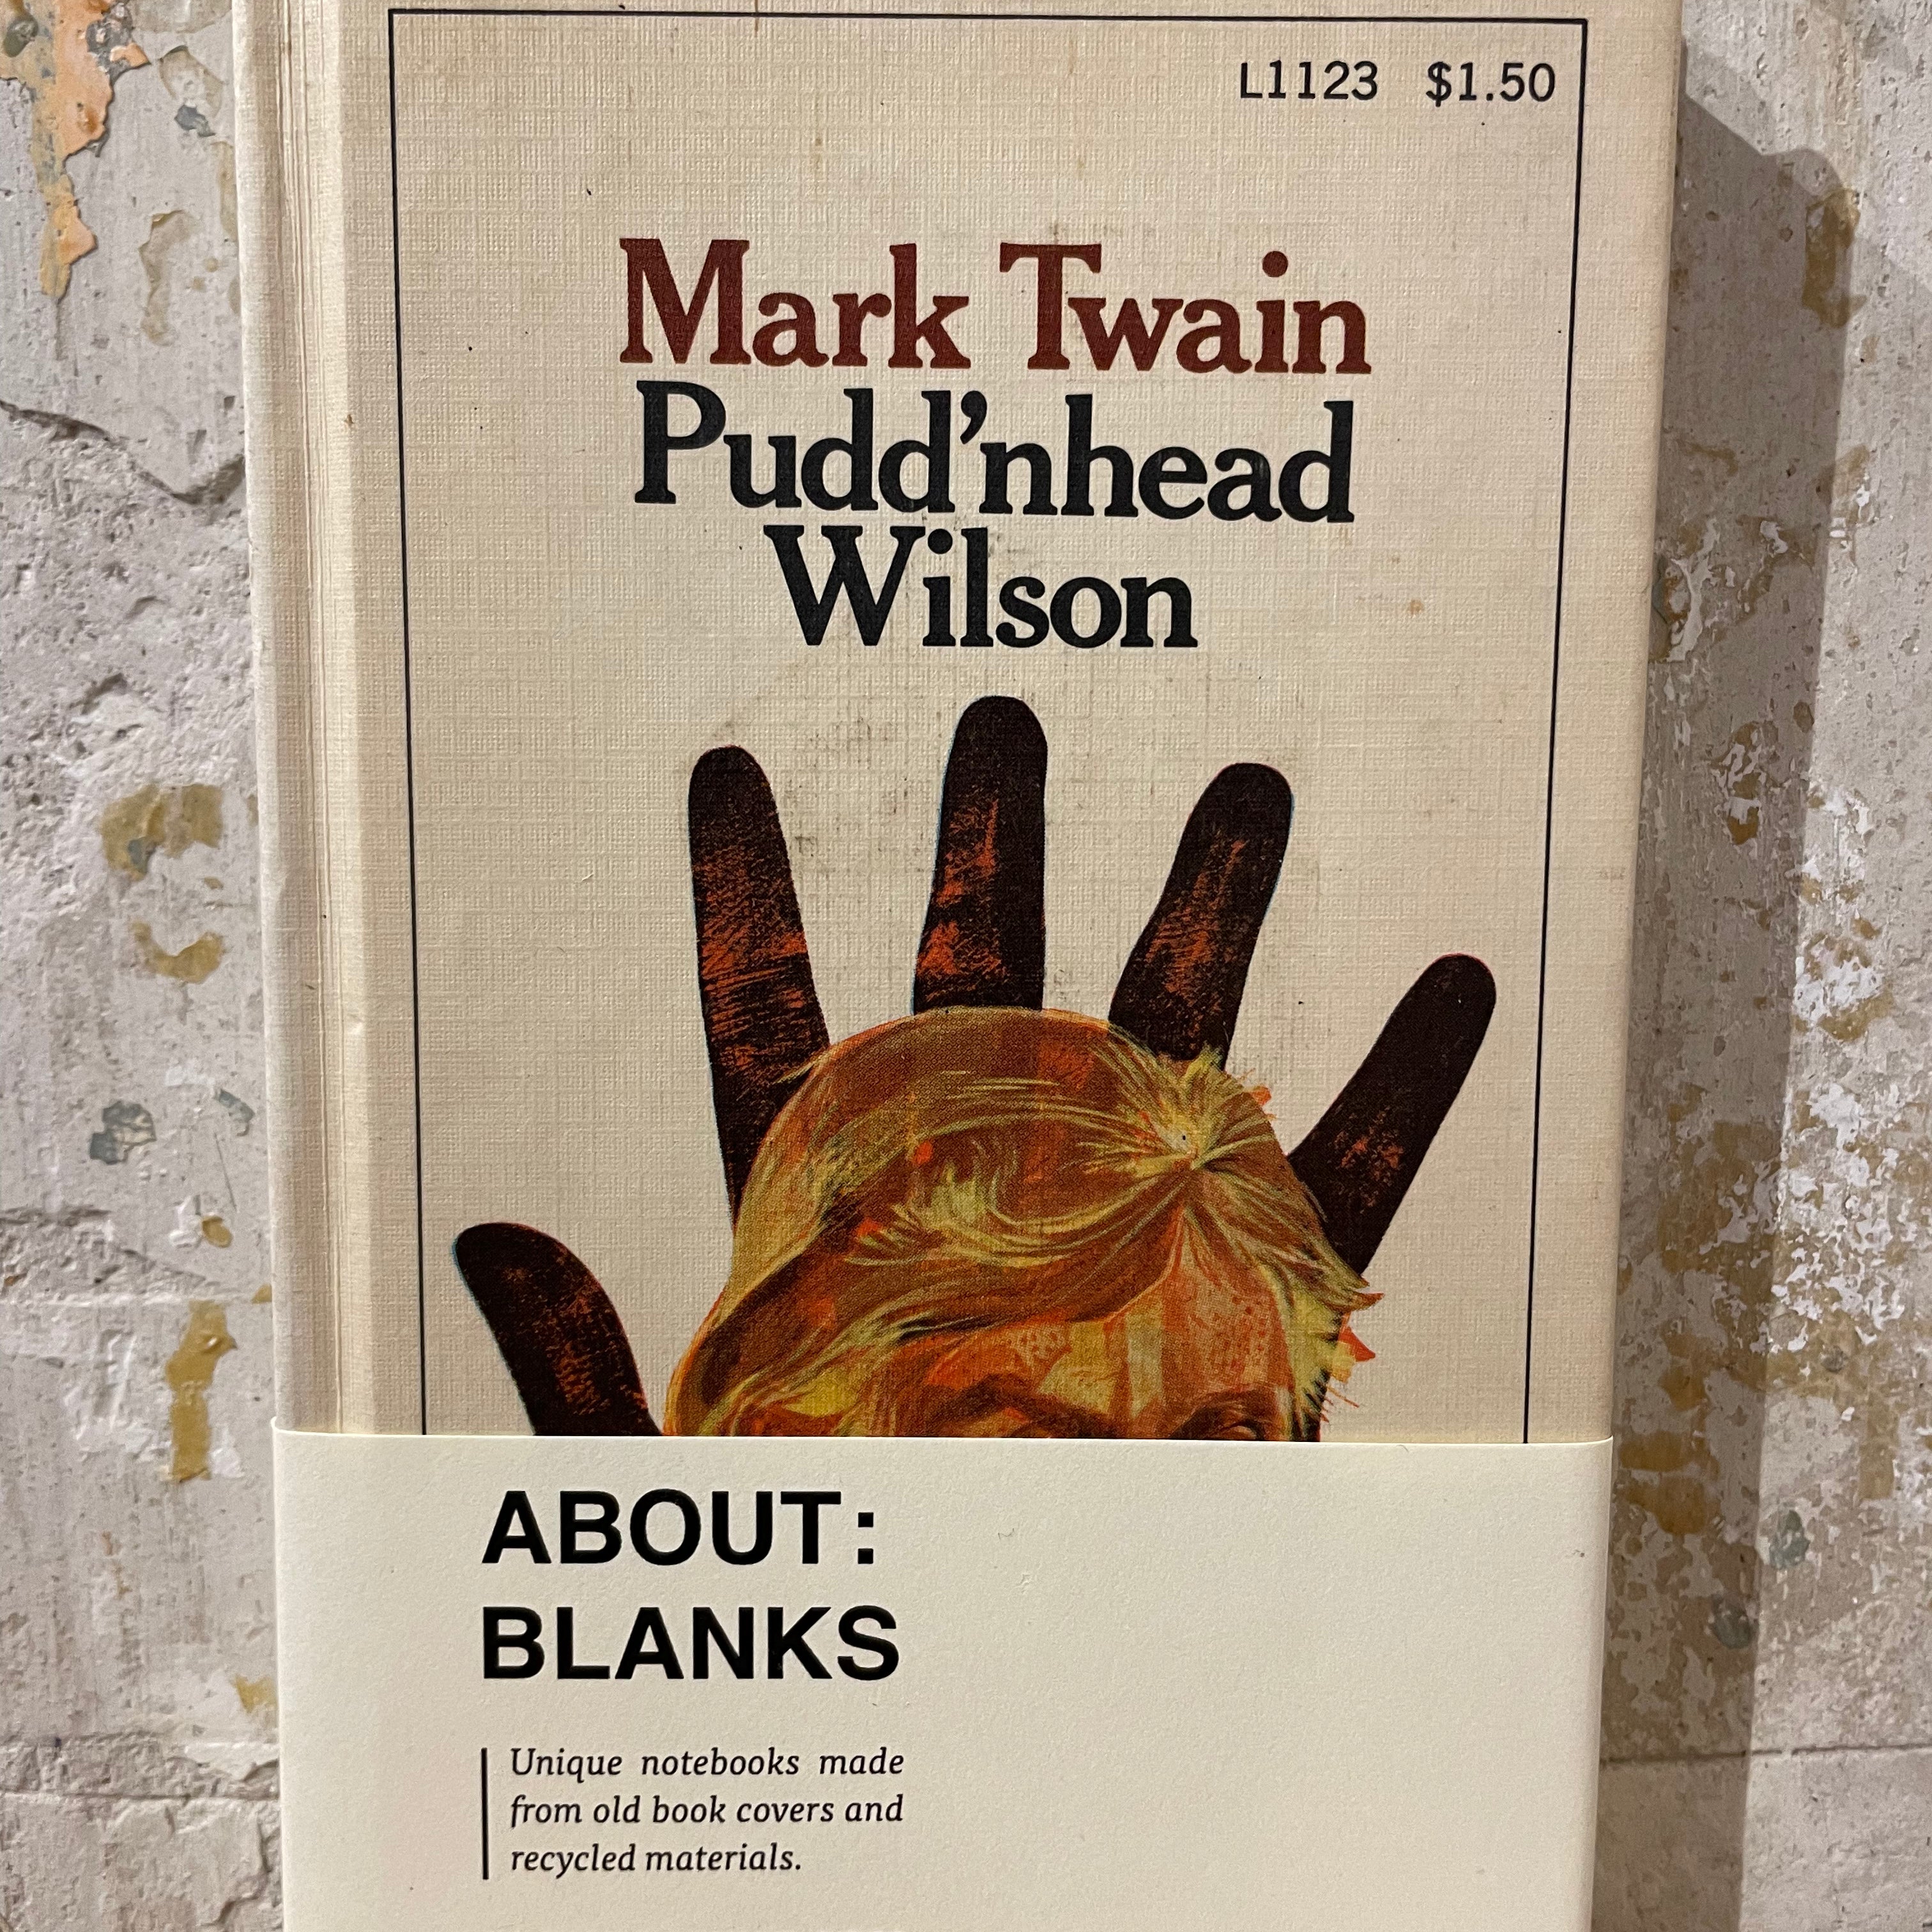 L1123 $1.50
Mark Twain
Pudd'nhead
Wilson
ABOUT:
BLANKS
Unique notebooks made
from old book covers and
recycled materials.